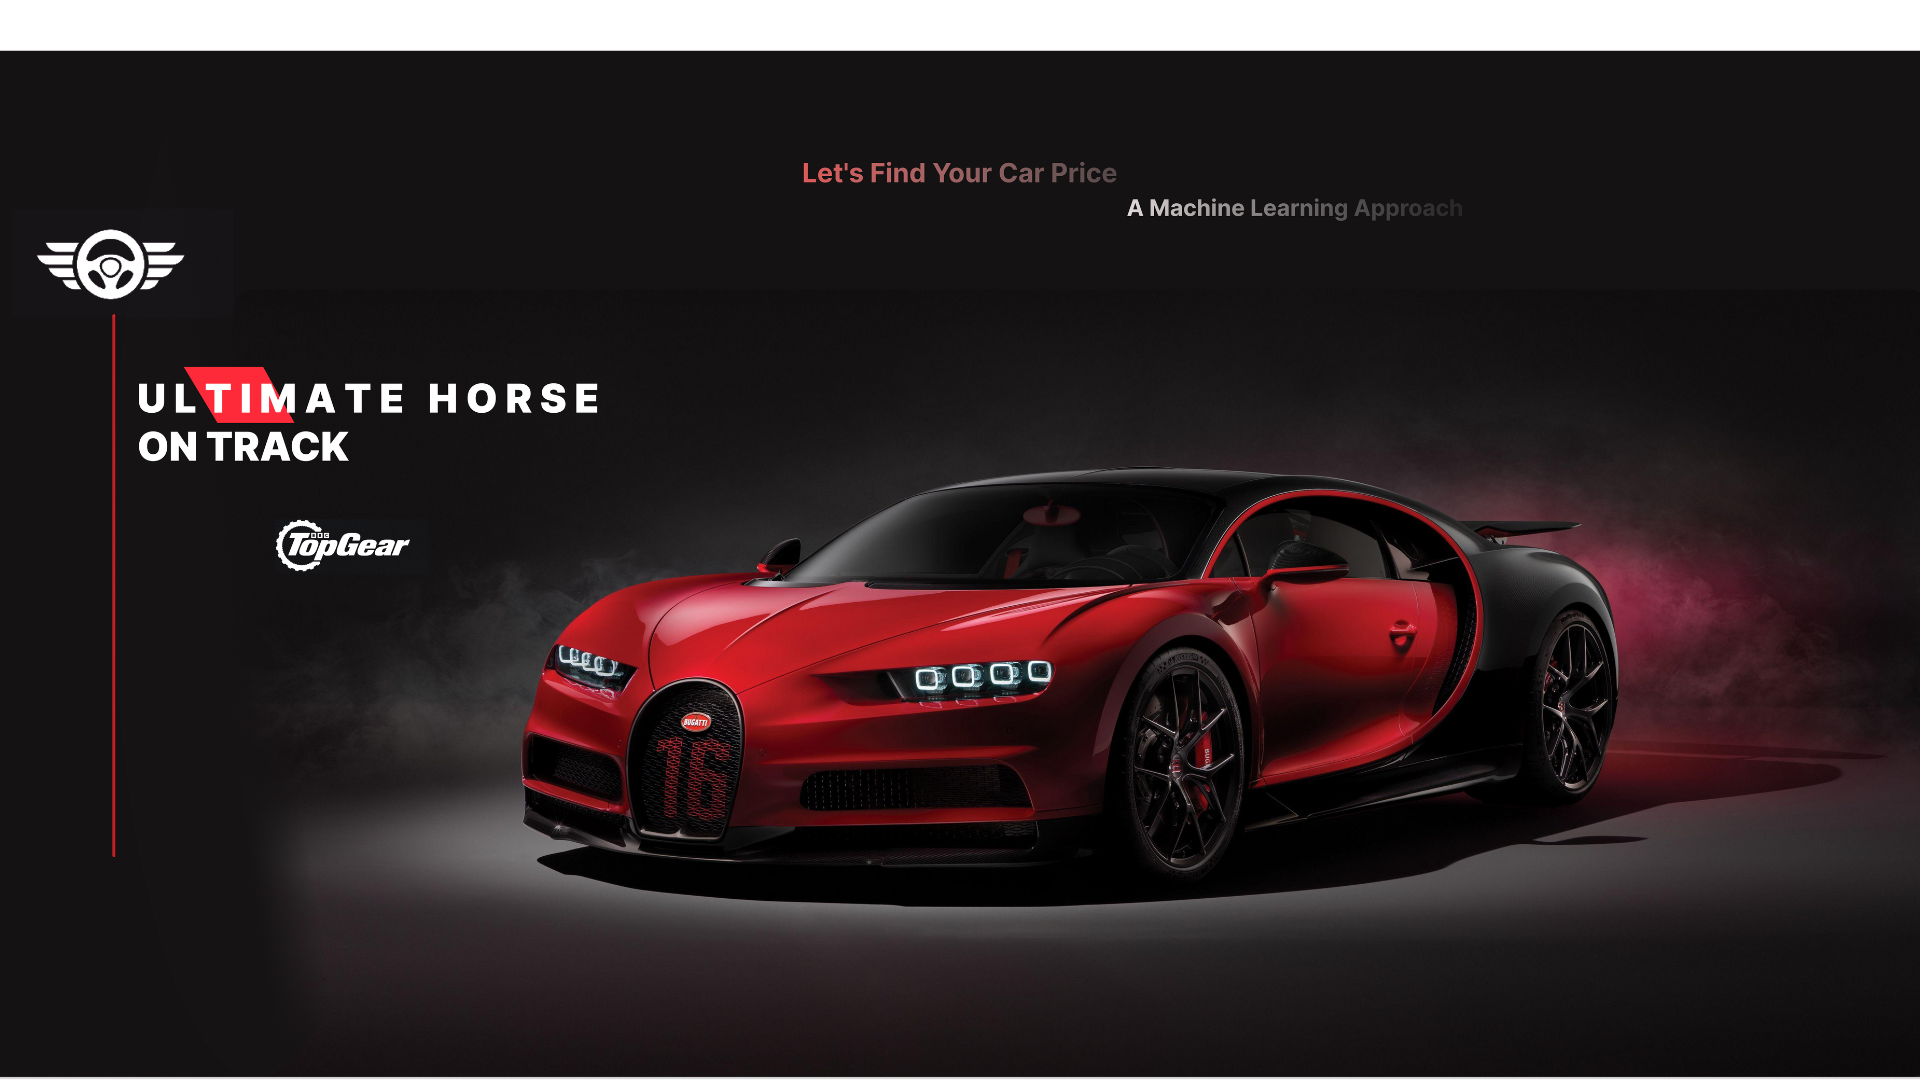 Let's Find Your Car Price
A Machine Learning Approach
ULTIMATE HORSE
ON TRACK
BBC
TopGear
BUGATTI
16